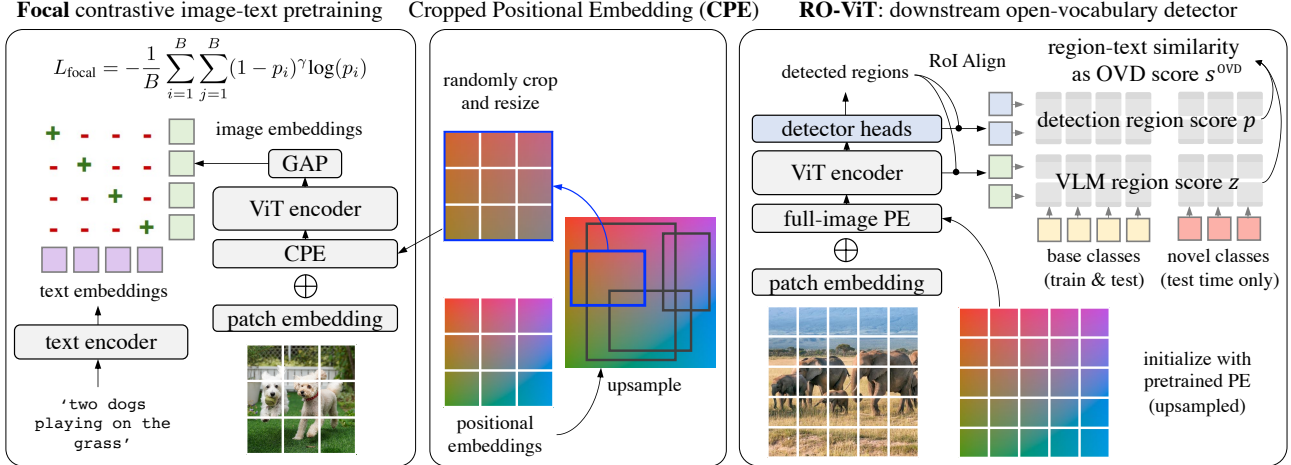 Focal contrastive image-text pretraining
L_focal = -\frac{1}{B} \sum_{i=1}^{B} \sum_{j=1}^{B} (1 - p_i)^γ log(p_i)
+ - - -
- + - -
- - + -
- - - +
image embeddings
GAP
ViT encoder
CPE
⊕
patch embedding
text embeddings
text encoder
‘two dogs
playing on the
grass’
Cropped Positional Embedding (CPE)
randomly crop
and resize
upsample
positional
embeddings
RO-ViT: downstream open-vocabulary detector
detected regions
RoI Align
detector heads
ViT encoder
full-image PE
⊕
patch embedding
region-text similarity
as OVD score s^OVD
detection region score p
VLM region score z
base classes
(train & test)
novel classes
(test time only)
initialize with
pretrained PE
(upsampled)